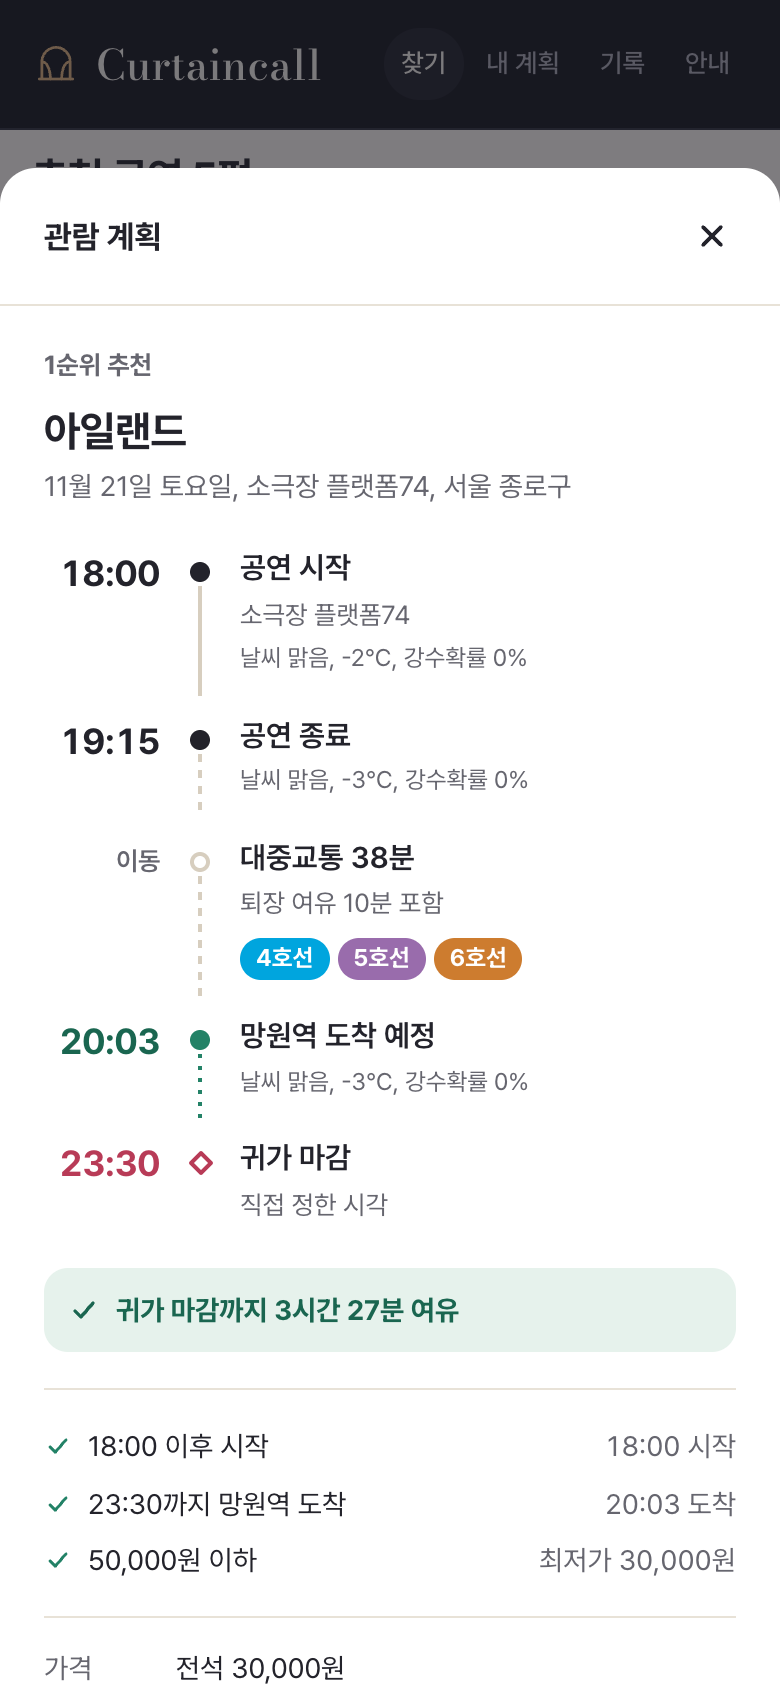 Curtaincall
찾기
내 계획
기록
안내
추천 공연 5편
관람 계획
1순위 추천
아일랜드
11월 21일 토요일, 소극장 플랫폼74, 서울 종로구
18:00 공연 시작
소극장 플랫폼74
날씨 맑음, -2°C, 강수확률 0%
19:15 공연 종료
날씨 맑음, -3°C, 강수확률 0%
이동 대중교통 38분
퇴장 여유 10분 포함
4호선 5호선 6호선
20:03 망원역 도착 예정
날씨 맑음, -3°C, 강수확률 0%
23:30 귀가 마감
직접 정한 시각
귀가 마감까지 3시간 27분 여유
18:00 이후 시작 18:00 시작
23:30까지 망원역 도착 20:03 도착
50,000원 이하 최저가 30,000원
가격 전석 30,000원